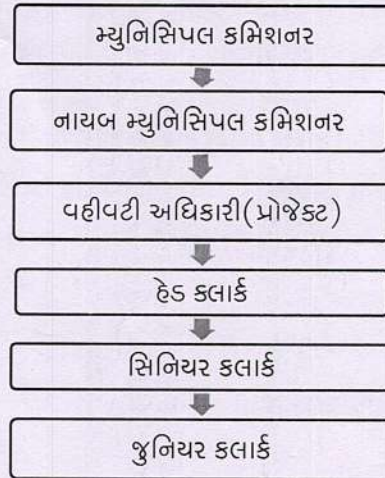 મ્યુનિસિપલ કમિશનર
નાયબ મ્યુનિસિપલ કમિશનર
વહીવટી અધિકારી(પ્રોજેક્ટ)
હેડ કલાર્ક
સિનિયર કલાર્ક
જુનિયર કલાર્ક